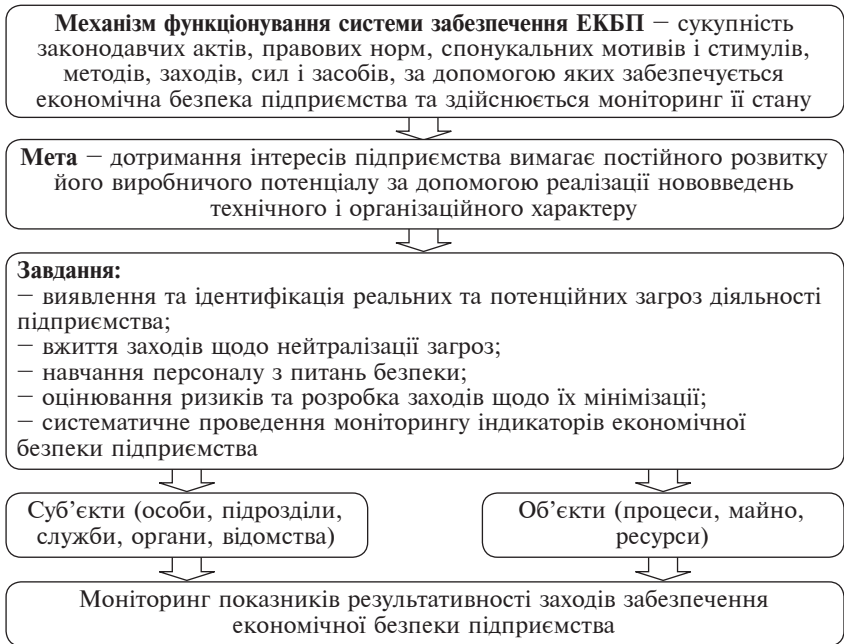 Механізм функціонування системи забезпечення ЕКБП — сукупність
законодавчих актів, правових норм, спонукальних мотивів і стимулів,
методів, заходів, сил і засобів, за допомогою яких забезпечується
економічна безпека підприємства та здійснюється моніторинг її стану
Мета — дотримання інтересів підприємства вимагає постійного розвитку
його виробничого потенціалу за допомогою реалізації нововведень
технічного і організаційного характеру
Завдання:
— виявлення та ідентифікація реальних та потенційних загроз діяльності
підприємства;
— вжиття заходів щодо нейтралізації загроз;
— навчання персоналу з питань безпеки;
— оцінювання ризиків та розробка заходів щодо їх мінімізації;
— систематичне проведення моніторингу індикаторів економічної
безпеки підприємства
Суб’єкти (особи, підрозділи,
служби, органи, відомства)
Об’єкти (процеси, майно,
ресурси)
Моніторинг показників результативності заходів забезпечення
економічної безпеки підприємства